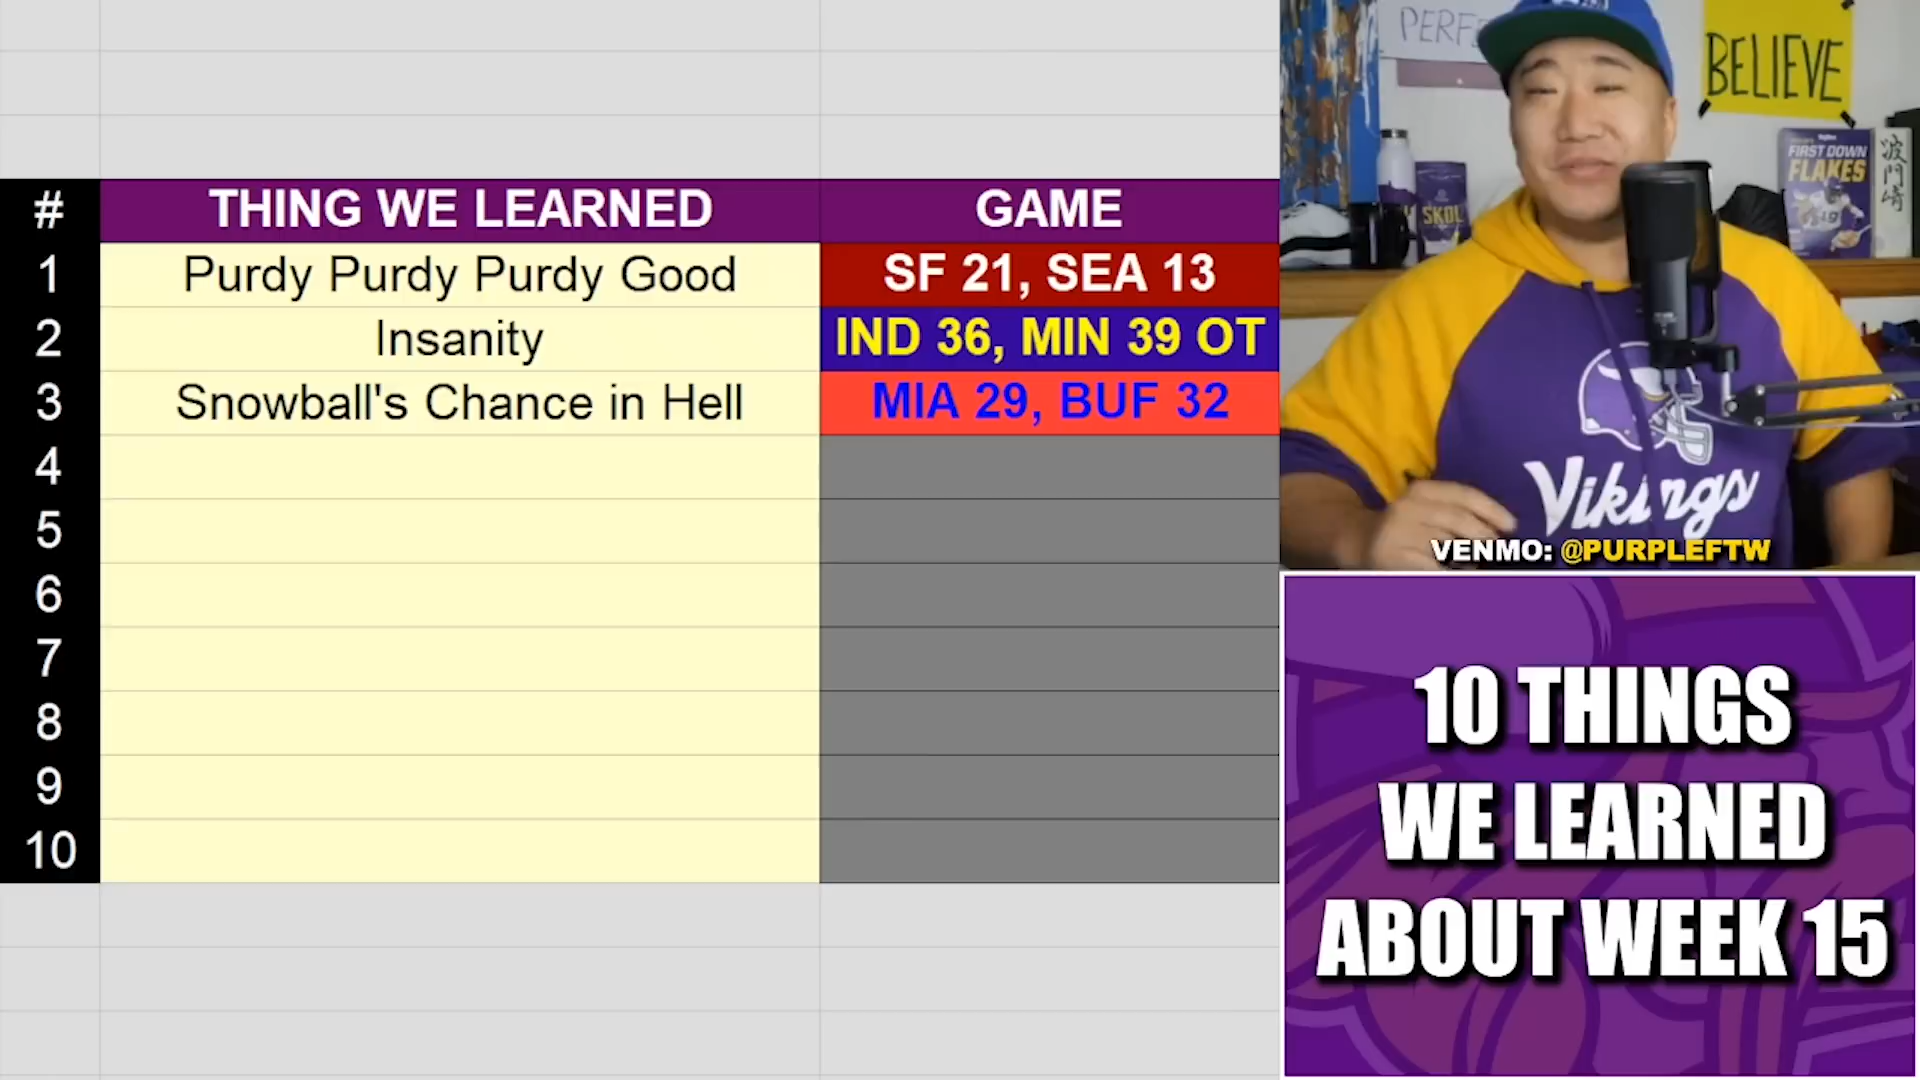 # THING WE LEARNED GAME
1 Purdy Purdy Purdy Good SF 21, SEA 13
2 Insanity IND 36, MIN 39 OT
3 Snowball's Chance in Hell MIA 29, BUF 32
4
5
6
7
8
9
10
BELIEVE
FIRST DOWN
FLAKES
SKOL
Vikings
VENMO: @PURPLEFTW
10 THINGS
WE LEARNED
ABOUT WEEK 15